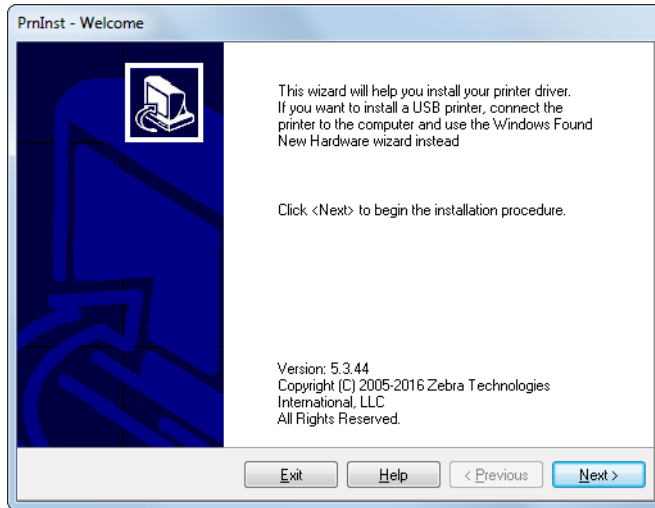 PrnInst - Welcome
This wizard will help you install your printer driver.
If you want to install a USB printer, connect the
printer to the computer and use the Windows Found
New Hardware wizard instead
Click <Next> to begin the installation procedure.
Version: 5.3.44
Copyright (C) 2005-2016 Zebra Technologies
International, LLC
All Rights Reserved.
Exit
Help
< Previous
Next >